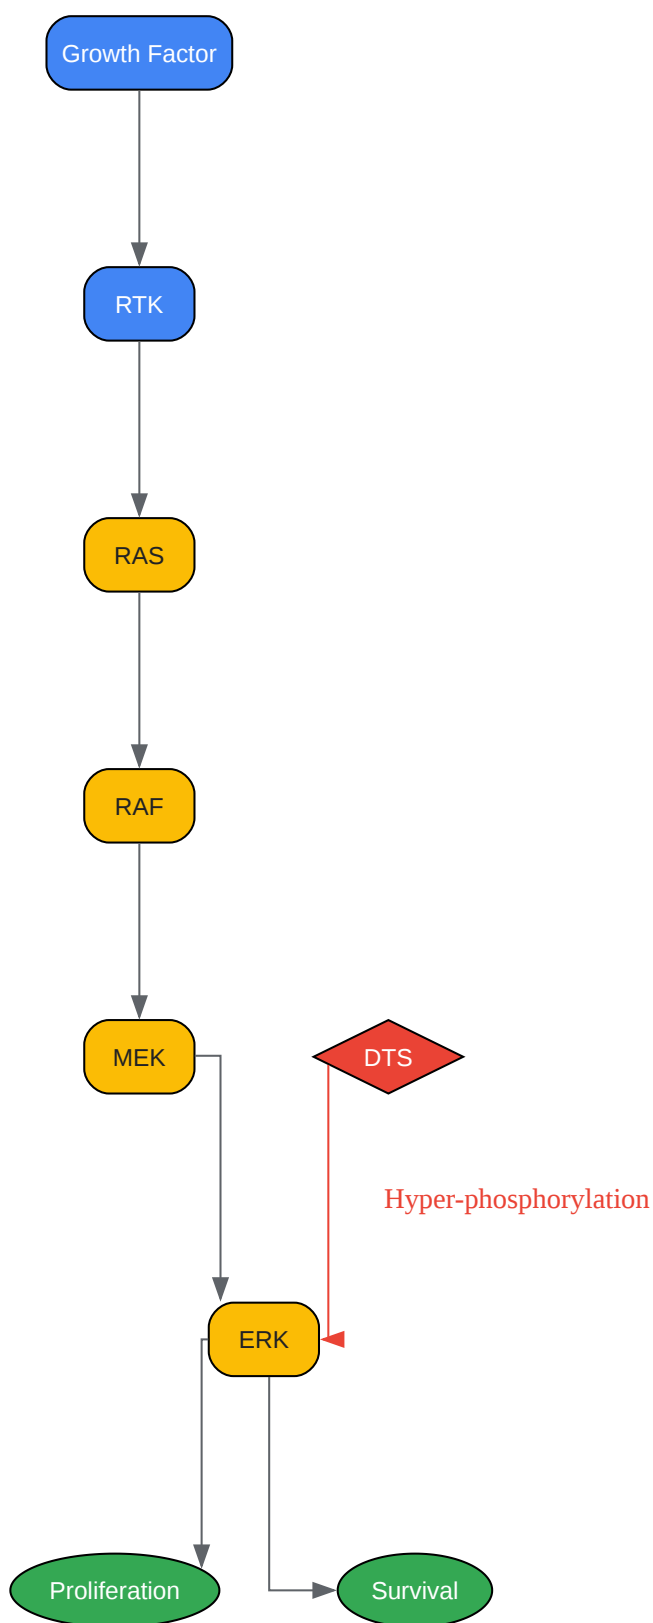 Growth Factor
RTK
RAS
RAF
MEK
DTS
Hyper-phosphorylation
ERK
Proliferation
Survival